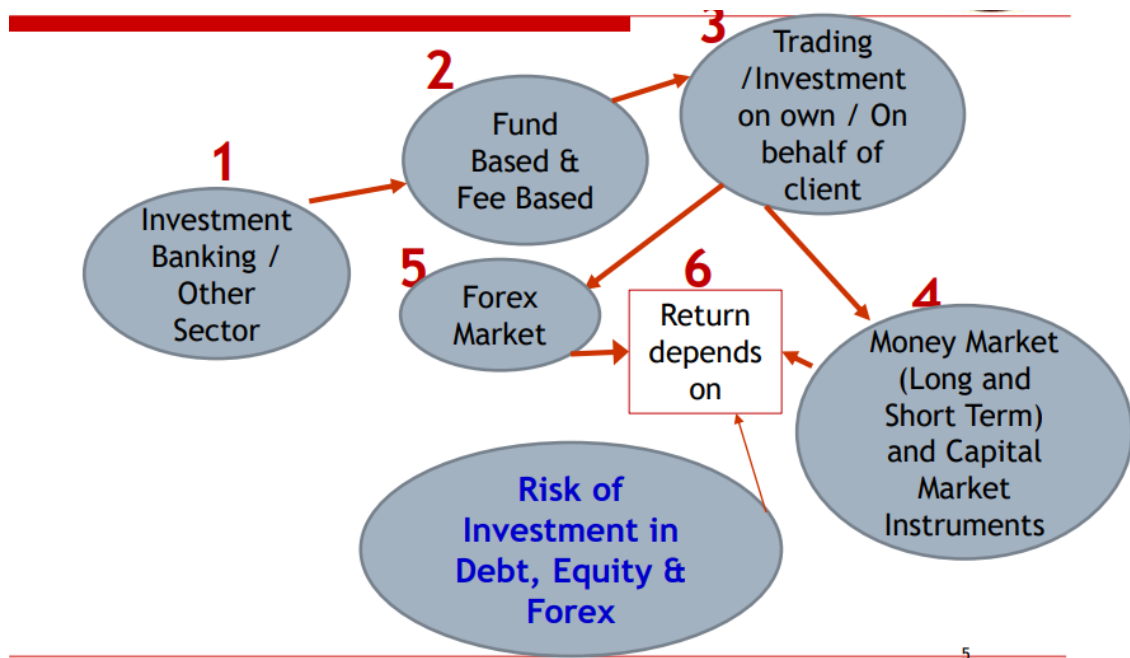 1
Investment
Banking /
Other
Sector
2
Fund
Based &
Fee Based
3
Trading
/Investment
on own / On
behalf of
client
4
Money Market
(Long and
Short Term)
and Capital
Market
Instruments
5
Forex
Market
6
Return
depends
on
Risk of
Investment in
Debt, Equity &
Forex
5